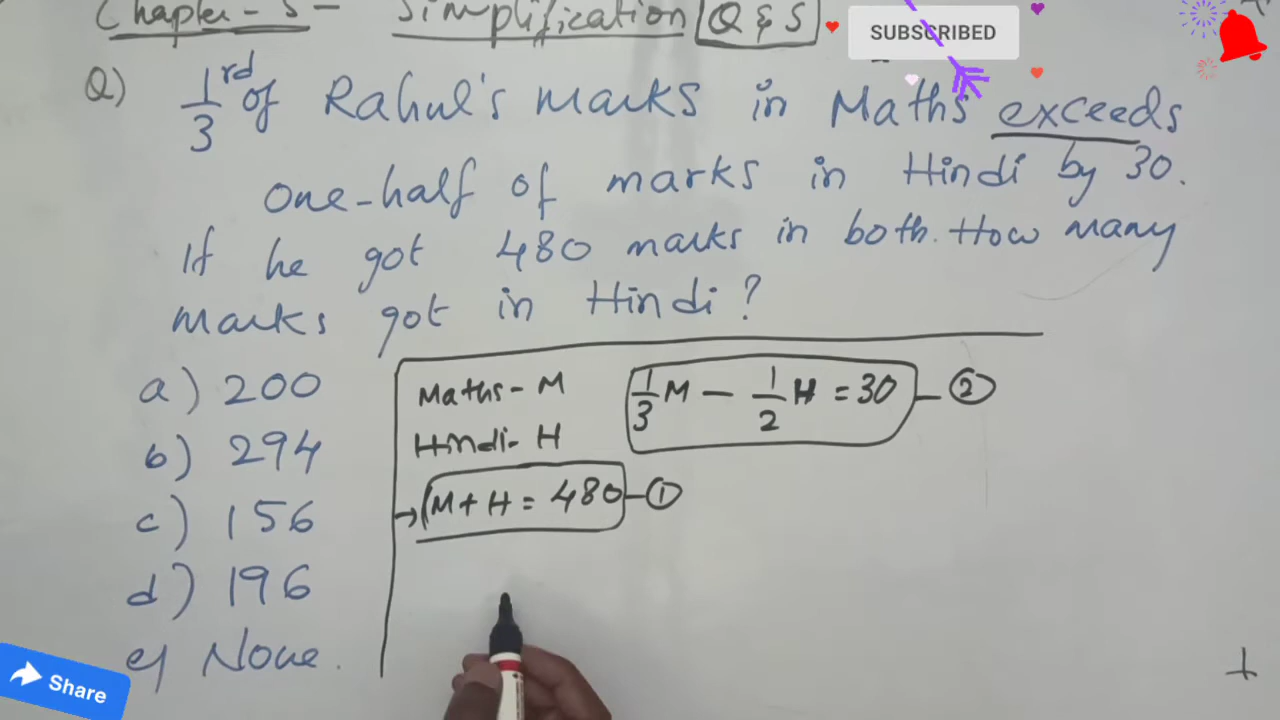 Chapter-5- Simplification Q & S
SUBSCRIBED
Q) 1/3 rd of Rahul's marks in Maths exceeds
one-half of marks in Hindi by 30.
If he got 480 marks in both. How many
marks got in Hindi?
a) 200
b) 294
c) 156
d) 196
e) None.
Maths - M
Hindi - H
1/3 M - 1/2 H = 30 - ②
→ M + H = 480 - ①
Share